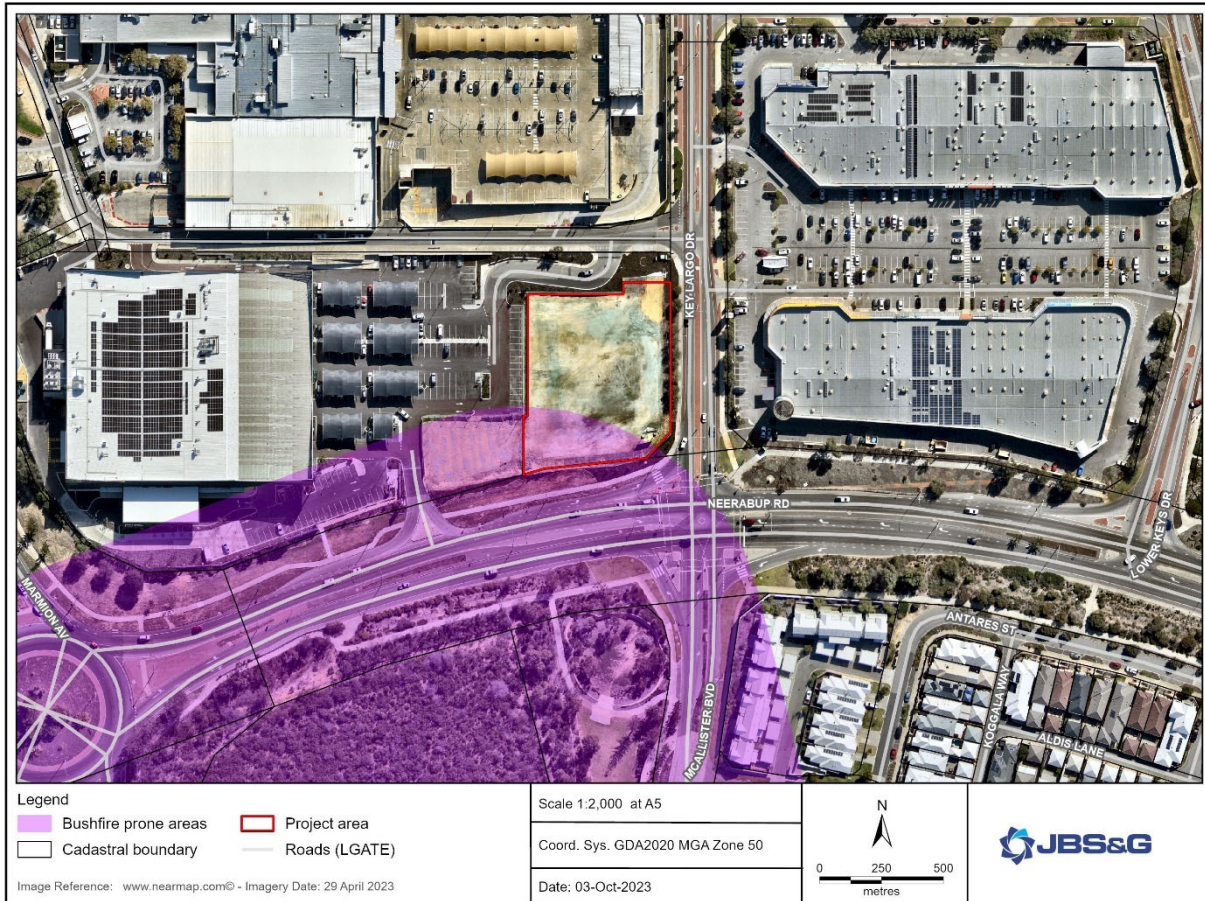 KEY LARGO DR
NEERABUP RD
LOWER KEYS DR
MARMION AV
ANTARES ST
KOGGALA WAY
ALDIS LANE
MCALLISTER BVD
Legend
Bushfire prone areas
Project area
Cadastral boundary
Roads (LGATE)
Image Reference: www.nearmap.com© - Imagery Date: 29 April 2023
Scale 1:2,000 at A5
Coord. Sys. GDA2020 MGA Zone 50
Date: 03-Oct-2023
N
0 250 500
metres
JBS&G